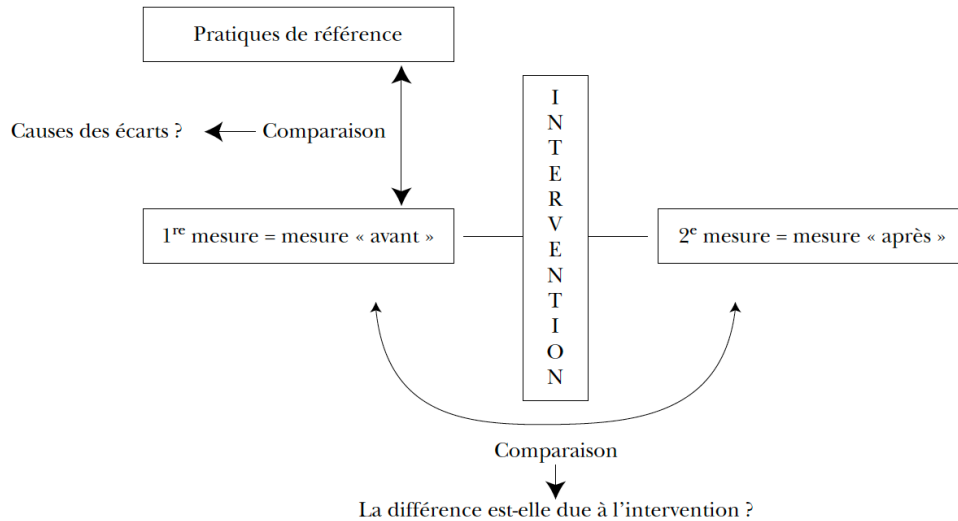 Pratiques de référence
Causes des écarts ?
Comparaison
INTERVENTION
1re mesure = mesure « avant »
2e mesure = mesure « après »
Comparaison
La différence est-elle due à l’intervention ?